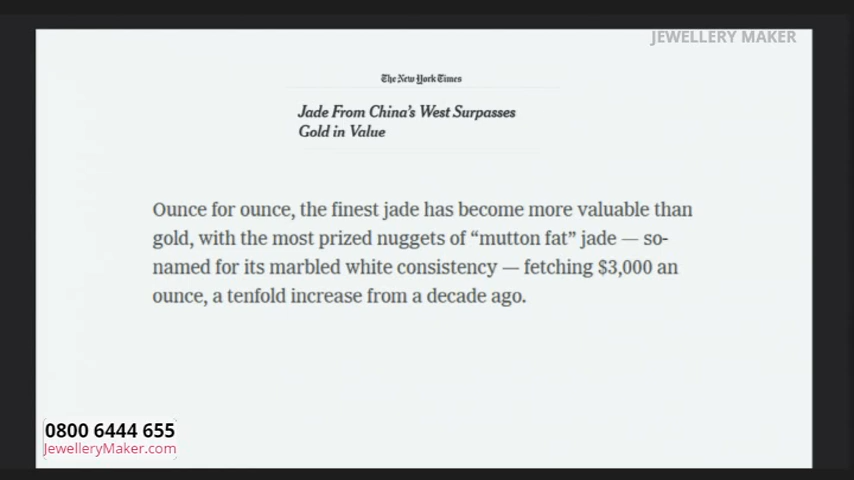 JEWELLERY MAKER
The New York Times
Jade From China's West Surpasses
Gold in Value
Ounce for ounce, the finest jade has become more valuable than
gold, with the most prized nuggets of “mutton fat” jade — so-
named for its marbled white consistency — fetching $3,000 an
ounce, a tenfold increase from a decade ago.
0800 6444 655
JewelleryMaker.com